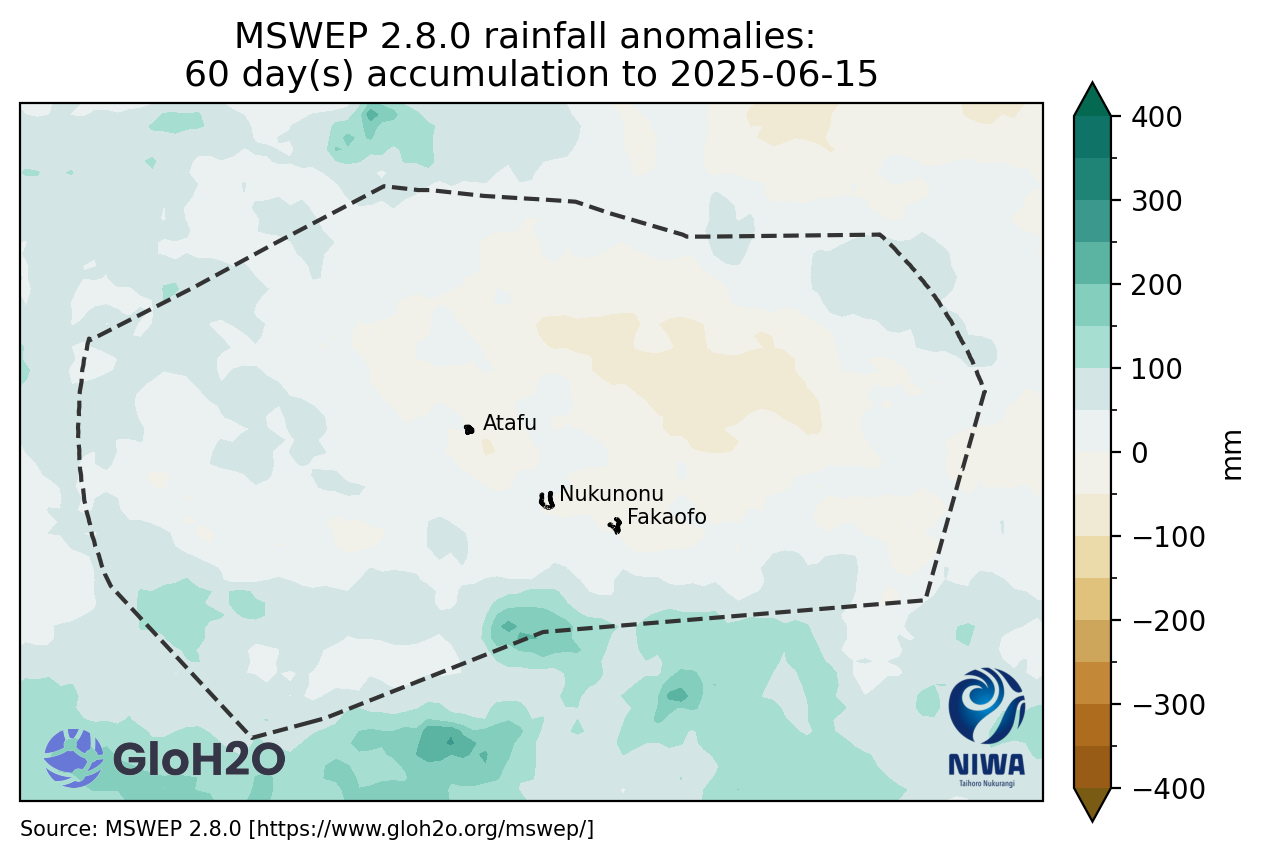 MSWEP 2.8.0 rainfall anomalies:
60 day(s) accumulation to 2025-06-15
400
300
200
100
0
−100
−200
−300
−400
mm
Atafu
Nukunonu
Fakaofo
GloH2O
NIWA
Taihoro Nukurangi
Source: MSWEP 2.8.0 [https://www.gloh2o.org/mswep/]